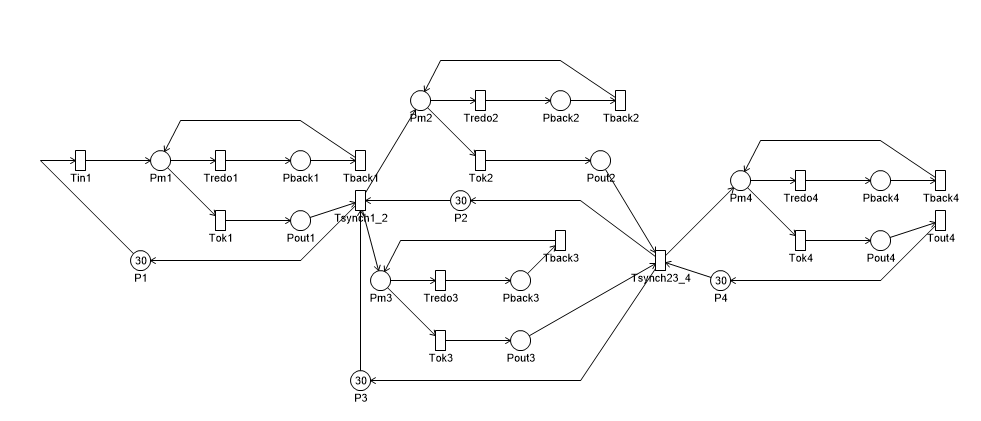 Pm2
Tredo2
Pback2
Tback2
Tin1
Pm1
Tredo1
Pback1
Tback1
Tok2
Pout2
Pm4
Tredo4
Pback4
Tback4
Tok1
Pout1
Tsynch1_2
30
P2
Tok4
Pout4
Tout4
30
P1
Pm3
Tredo3
Pback3
Tback3
Tsynch23_4
30
P4
Tok3
Pout3
30
P3